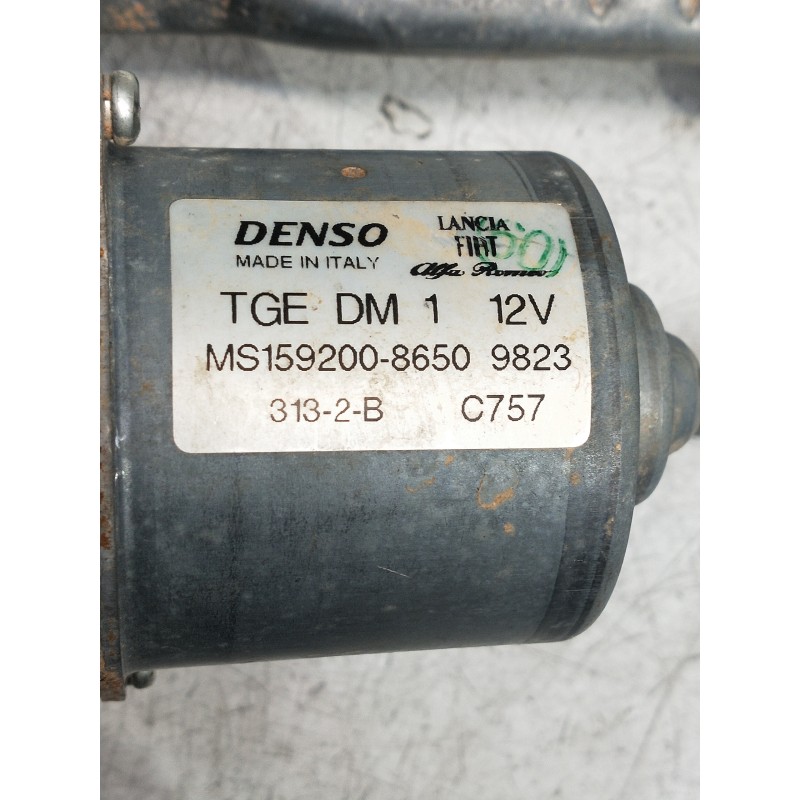 DENSO
MADE IN ITALY
LANCIA
FIAT
Alfa Romeo
TGE DM 1 12V
MS159200-8650 9823
313-2-B C757